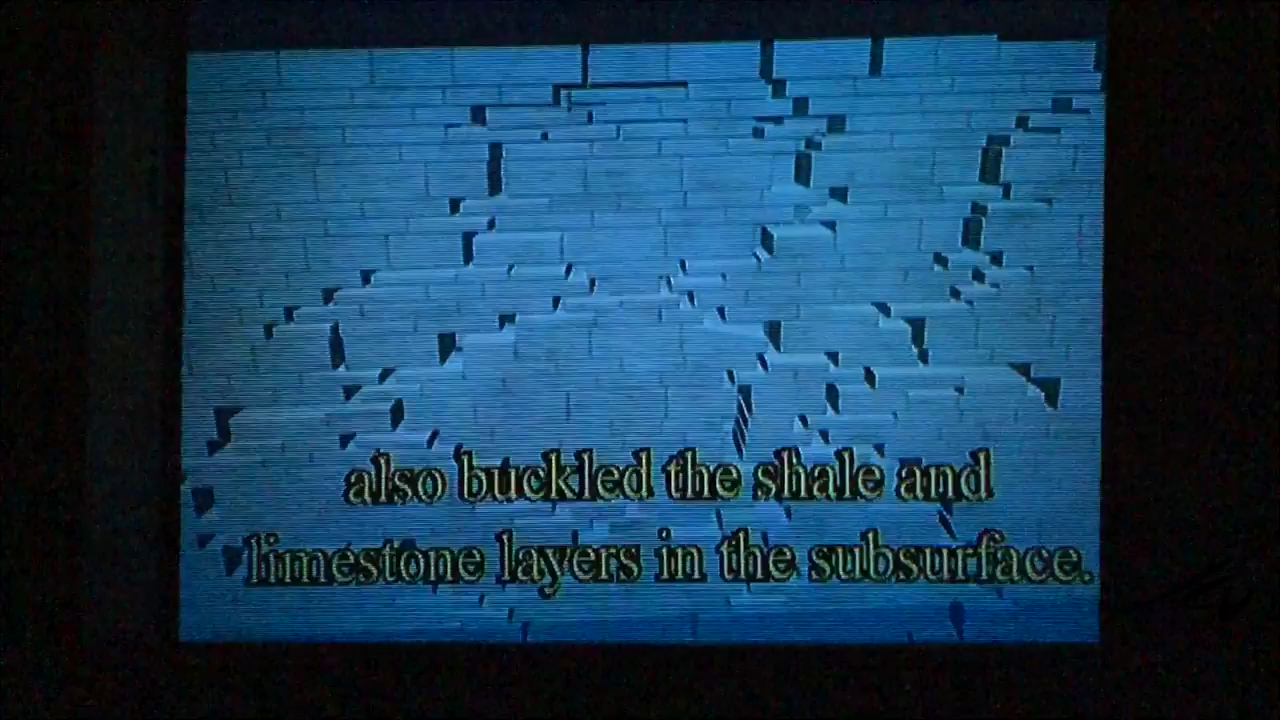 also buckled the shale and
limestone layers in the subsurface.